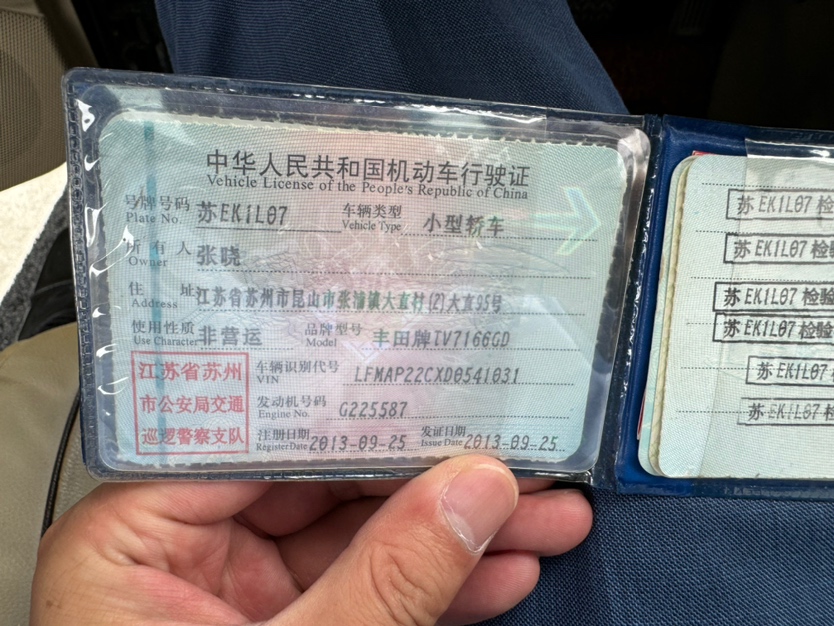 中华人民共和国机动车行驶证
Vehicle License of the People's Republic of China
号牌号码 苏EK1L07 车辆类型 小型轿车
Plate No. Vehicle Type
所有人 张晓
Owner
住址 江苏省苏州市昆山市张浦镇大直村(2)大直35号
Address
使用性质 非营运 品牌型号 丰田牌TV7166GD
Use Character Model
江苏省苏州
市公安局交通
巡逻警察支队
车辆识别代号 LFMAP22CXD0541031
VIN
发动机号码 G225587
Engine No.
注册日期 2013-09-25 发证日期 2013-09-25
Register Date Issue Date
苏EK1L07 检
苏EK1L07 检验
苏EK1L07 检验
苏EK1L07 检验
苏EK1L07 检
苏EK1L07 检